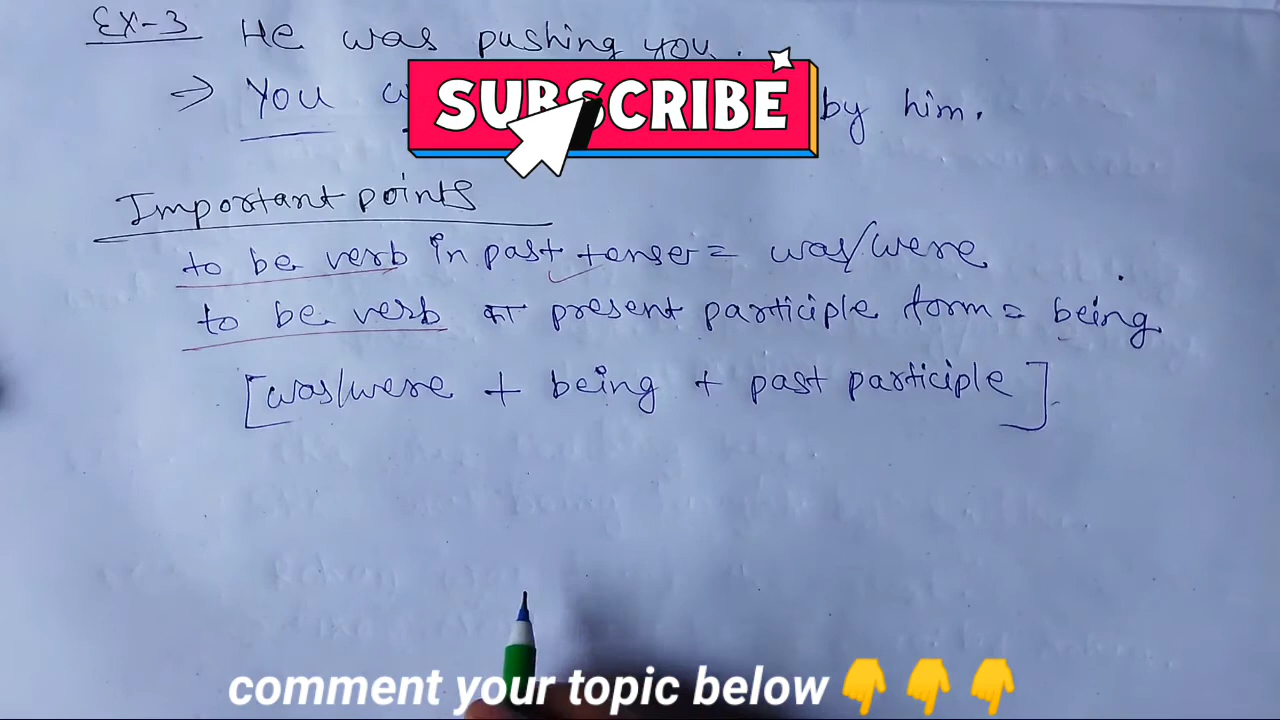 EX-3 He was pushing you.
→ You by him.
SUBSCRIBE
Important points
to be verb in past tense = was/were
to be verb এর present participle form = being
[was/were + being + past participle]
comment your topic below 👇👇👇